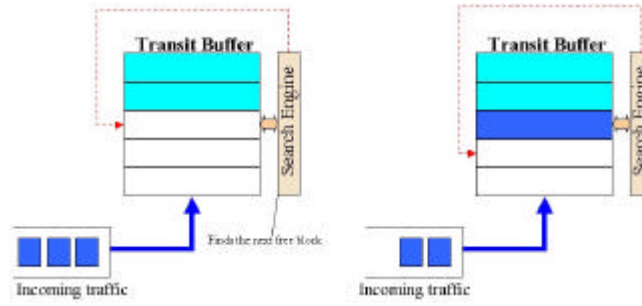 Transit Buffer
Search Engine
Finds the next free block
Incoming traffic
Transit Buffer
Search Engine
Incoming traffic